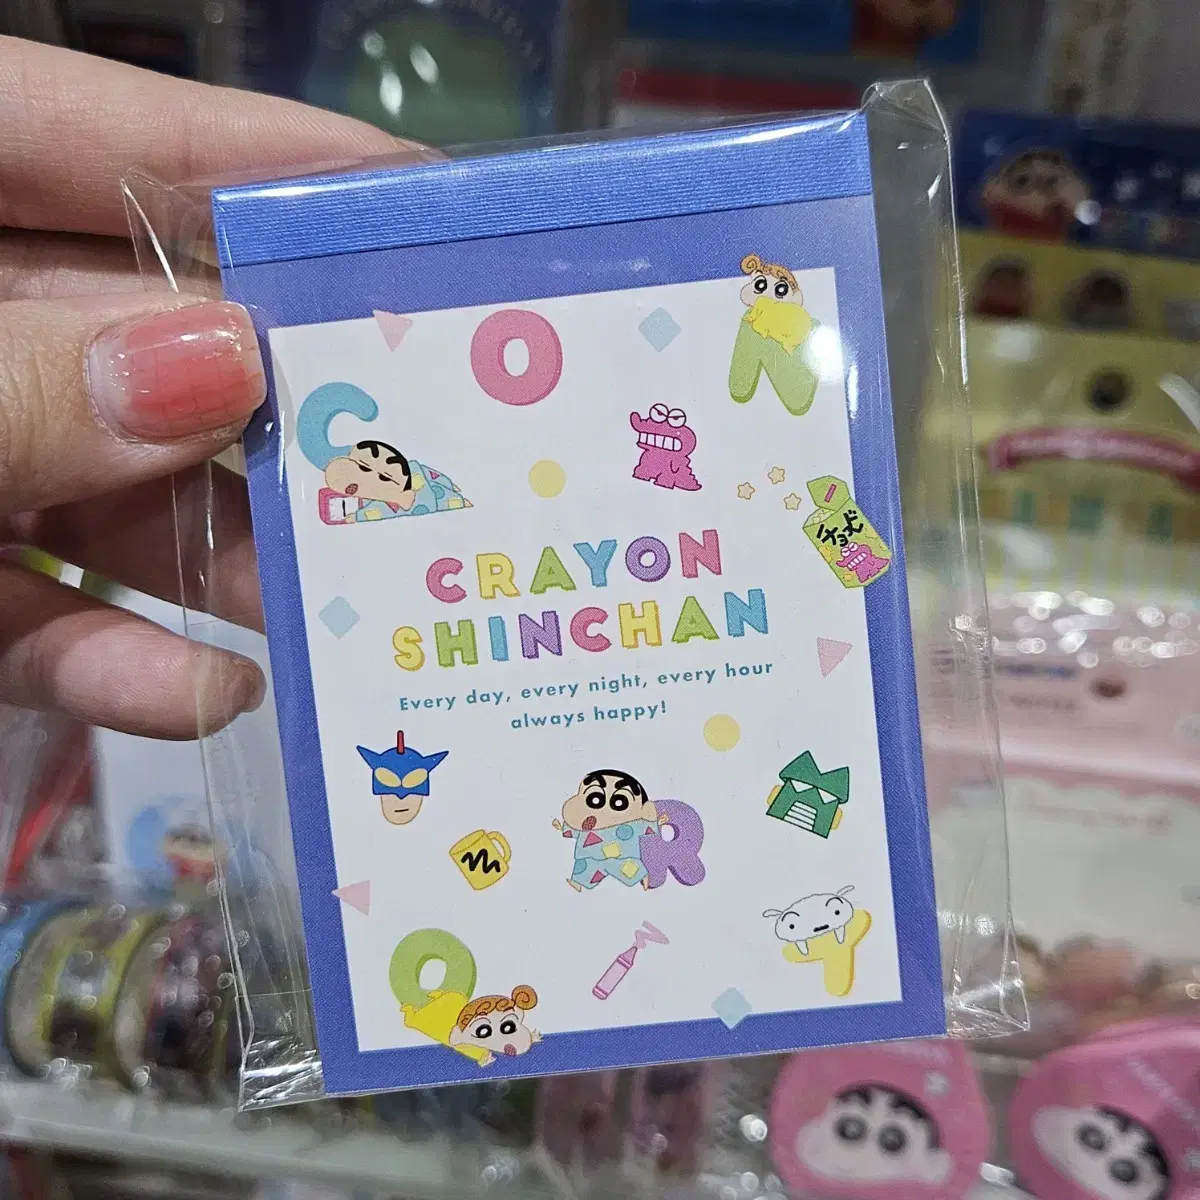 C
O
N
チョコビ
CRAYON
SHINCHAN
Every day, every night, every hour
always happy!
R
O
Y